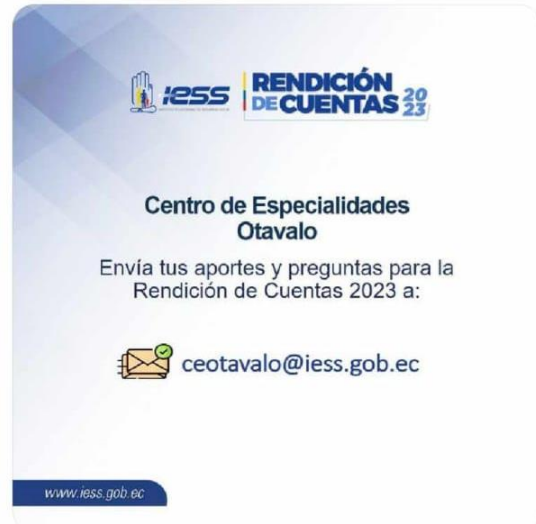 IESS
RENDICIÓN
DE CUENTAS 2023
Centro de Especialidades
Otavalo
Envía tus aportes y preguntas para la
Rendición de Cuentas 2023 a:
ceotavalo@iess.gob.ec
www.iess.gob.ec